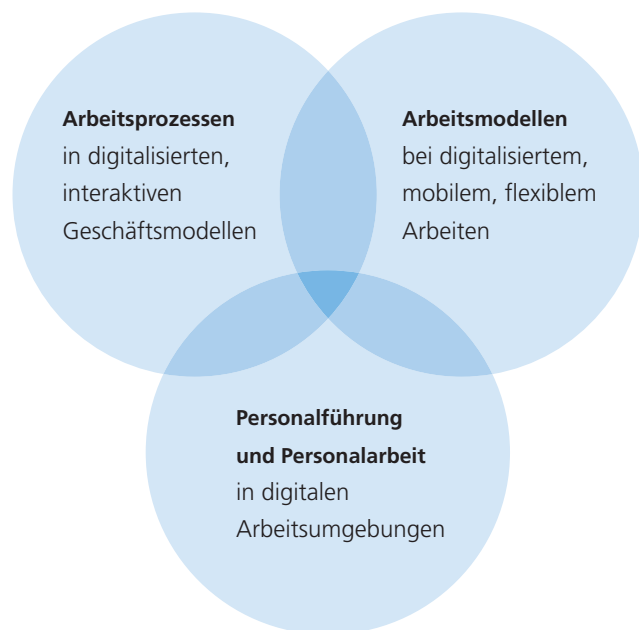 Arbeitsprozessen
in digitalisierten,
interaktiven
Geschäftsmodellen
Arbeitsmodellen
bei digitalisiertem,
mobilem, flexiblem
Arbeiten
Personalführung
und Personalarbeit
in digitalen
Arbeitsumgebungen